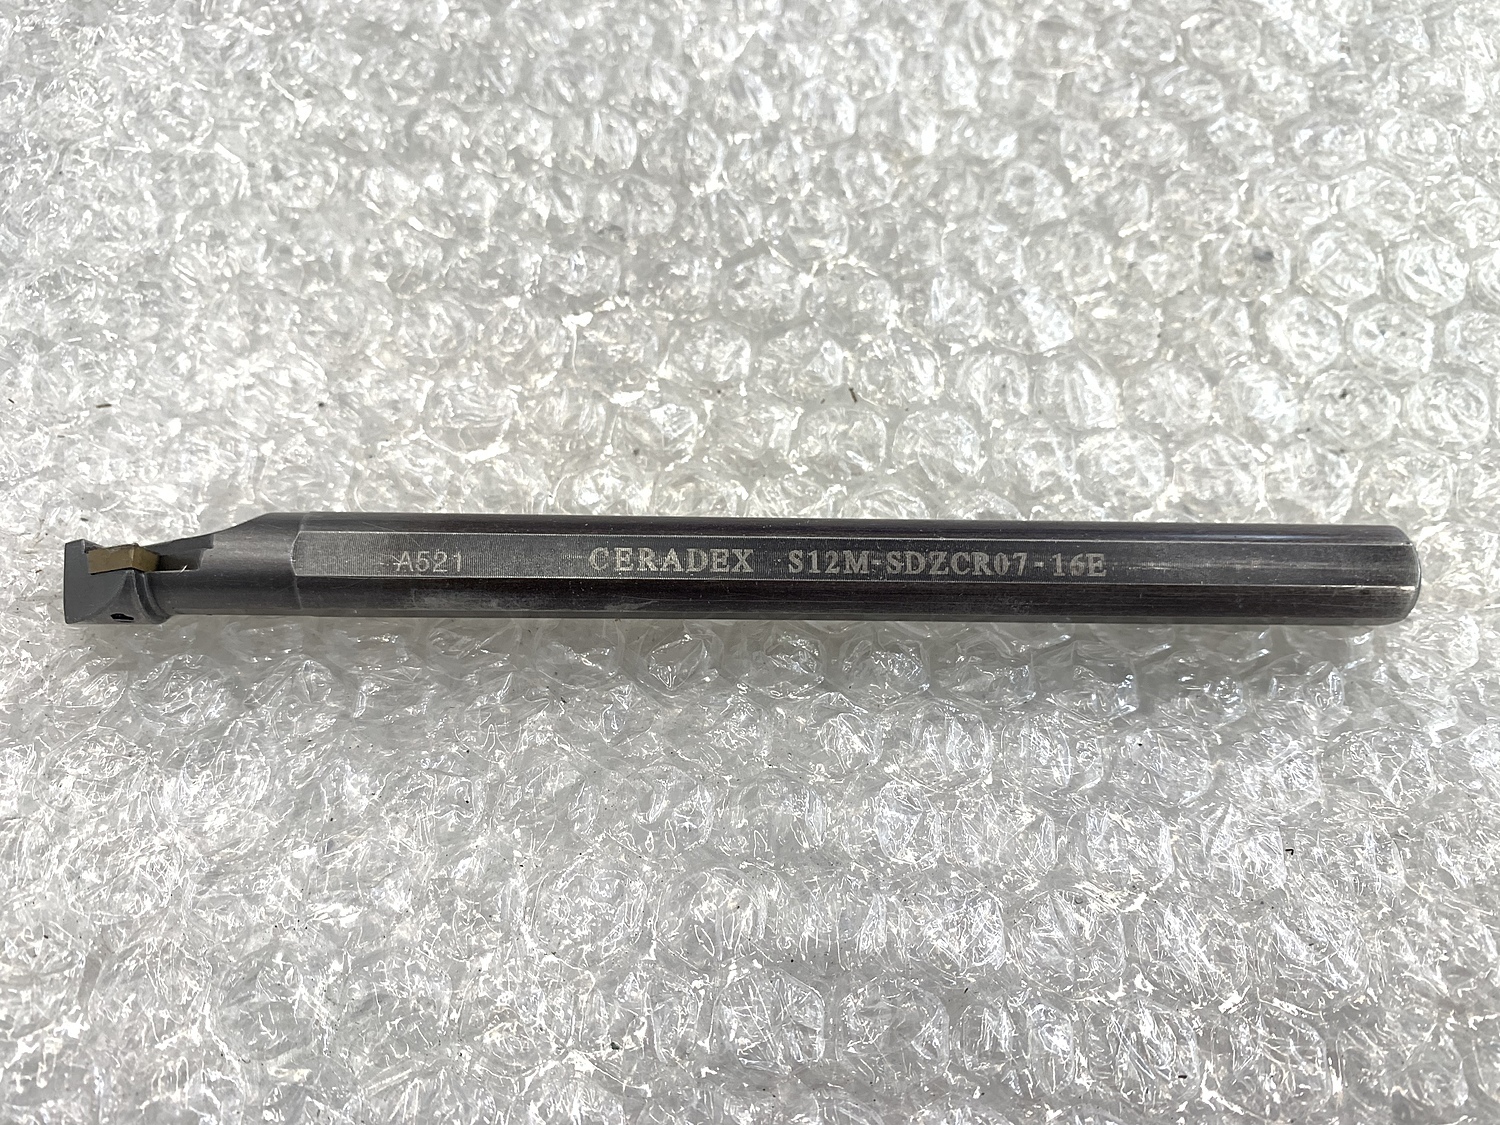 A521 CERADEX S12M-SDZCR07-16E